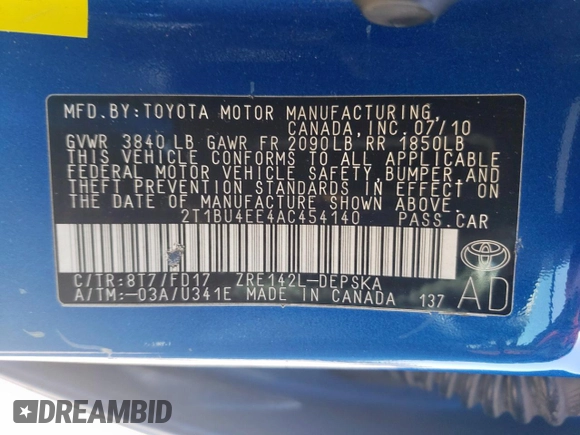 MFD. BY: TOYOTA MOTOR MANUFACTURING,
CANADA, INC. 07/10
GVWR 3840 LB GAWR FR 2090LB RR 1850LB
THIS VEHICLE CONFORMS TO ALL APPLICABLE
FEDERAL MOTOR VEHICLE SAFETY, BUMPER, AND
THEFT PREVENTION STANDARDS IN EFFECT ON
THE DATE OF MANUFACTURE SHOWN ABOVE.
2T1BU4EE4AC454140 PASS.CAR
C/TR:8T7/FD17 ZRE142L-DEPSKA
A/TM:-03A/U341E MADE IN CANADA 137
AD
DREAMBID